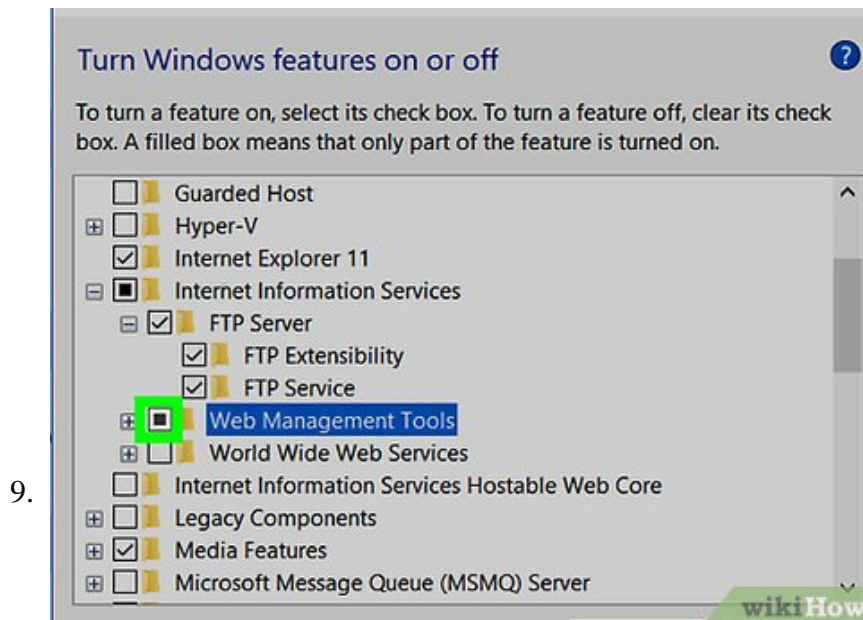 Turn Windows features on or off
?
To turn a feature on, select its check box. To turn a feature off, clear its check
box. A filled box means that only part of the feature is turned on.
Guarded Host
Hyper-V
Internet Explorer 11
Internet Information Services
FTP Server
FTP Extensibility
FTP Service
Web Management Tools
World Wide Web Services
9.
Internet Information Services Hostable Web Core
Legacy Components
Media Features
Microsoft Message Queue (MSMQ) Server
wikiHow